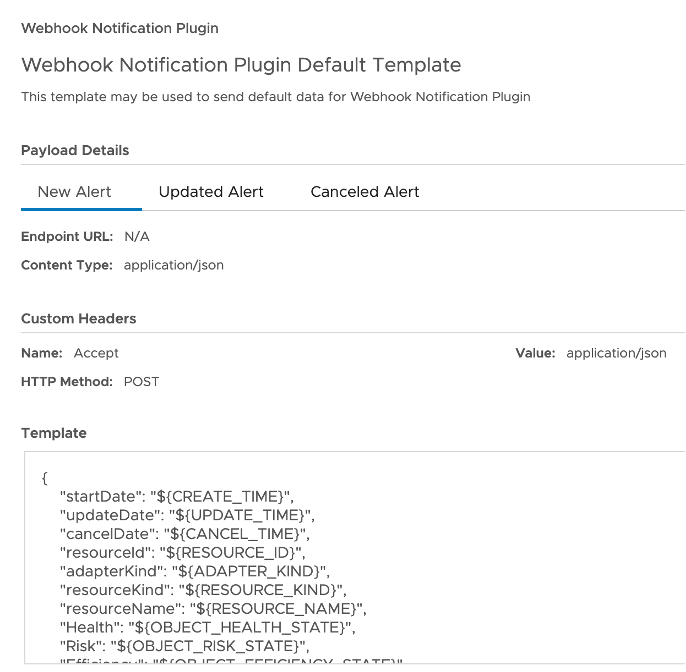 Webhook Notification Plugin
Webhook Notification Plugin Default Template
This template may be used to send default data for Webhook Notification Plugin
Payload Details
New Alert Updated Alert Canceled Alert
Endpoint URL: N/A
Content Type: application/json
Custom Headers
Name: Accept Value: application/json
HTTP Method: POST
Template
{
"startDate": "${CREATE_TIME}",
"updateDate": "${UPDATE_TIME}",
"cancelDate": "${CANCEL_TIME}",
"resourceId": "${RESOURCE_ID}",
"adapterKind": "${ADAPTER_KIND}",
"resourceKind": "${RESOURCE_KIND}",
"resourceName": "${RESOURCE_NAME}",
"Health": "${OBJECT_HEALTH_STATE}",
"Risk": "${OBJECT_RISK_STATE}",
"Efficiency": "${OBJECT_EFFICIENCY_STATE}",